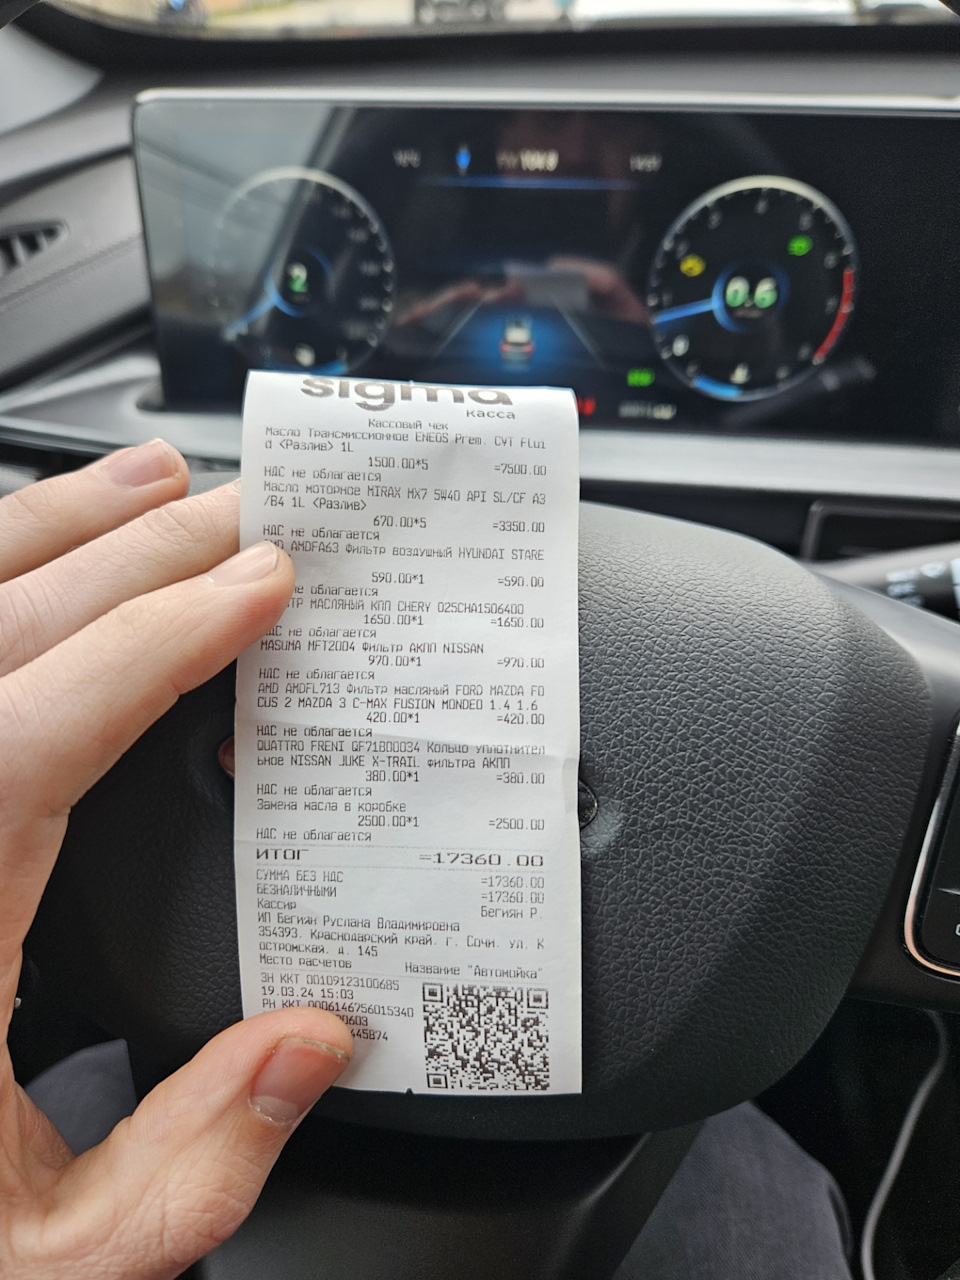 104.8
2
0.6
sigma
касса
Кассовый чек
Масло Трансмиссионное ENEOS Prem. CVT Flui
d <Разлив> 1L
1500.00*5 =7500.00
НДС не облагается
Масло моторное MIRAX MX7 5W40 API SL/CF A3
/B4 1L <Разлив>
670.00*5 =3350.00
НДС не облагается
AMDFA63 Фильтр воздушный HYUNDAI STARE
590.00*1 =590.00
не облагается
МАСЛЯНЫЙ КПП CHERY 025CHA1506400
1650.00*1 =1650.00
НДС не облагается
MASUMA MFT2004 Фильтр АКПП NISSAN
970.00*1 =970.00
НДС не облагается
AMD AMDFL713 Фильтр масляный FORD MAZDA FO
CUS 2 MAZDA 3 C-MAX FUSION MONDEO 1.4 1.6
420.00*1 =420.00
НДС не облагается
QUATTRO FRENI QF71B00034 Кольцо уплотнител
ьное NISSAN JUKE X-TRAIL фильтра АКПП
380.00*1 =380.00
НДС не облагается
Замена масла в коробке
2500.00*1 =2500.00
НДС не облагается
ИТОГ =17360.00
СУММА БЕЗ НДС =17360.00
БЕЗНАЛИЧНЫМИ =17360.00
Кассир Бегиян Р.
ИП Бегиян Руслана Владимировна
354393, Краснодарский край, г. Сочи, ул. К
остромская, д. 145
Место расчетов Название "Автомойка"
ЗН ККТ 00109123100685
19.03.24 15:03
РН ККТ 0006146756015340
00603
445874